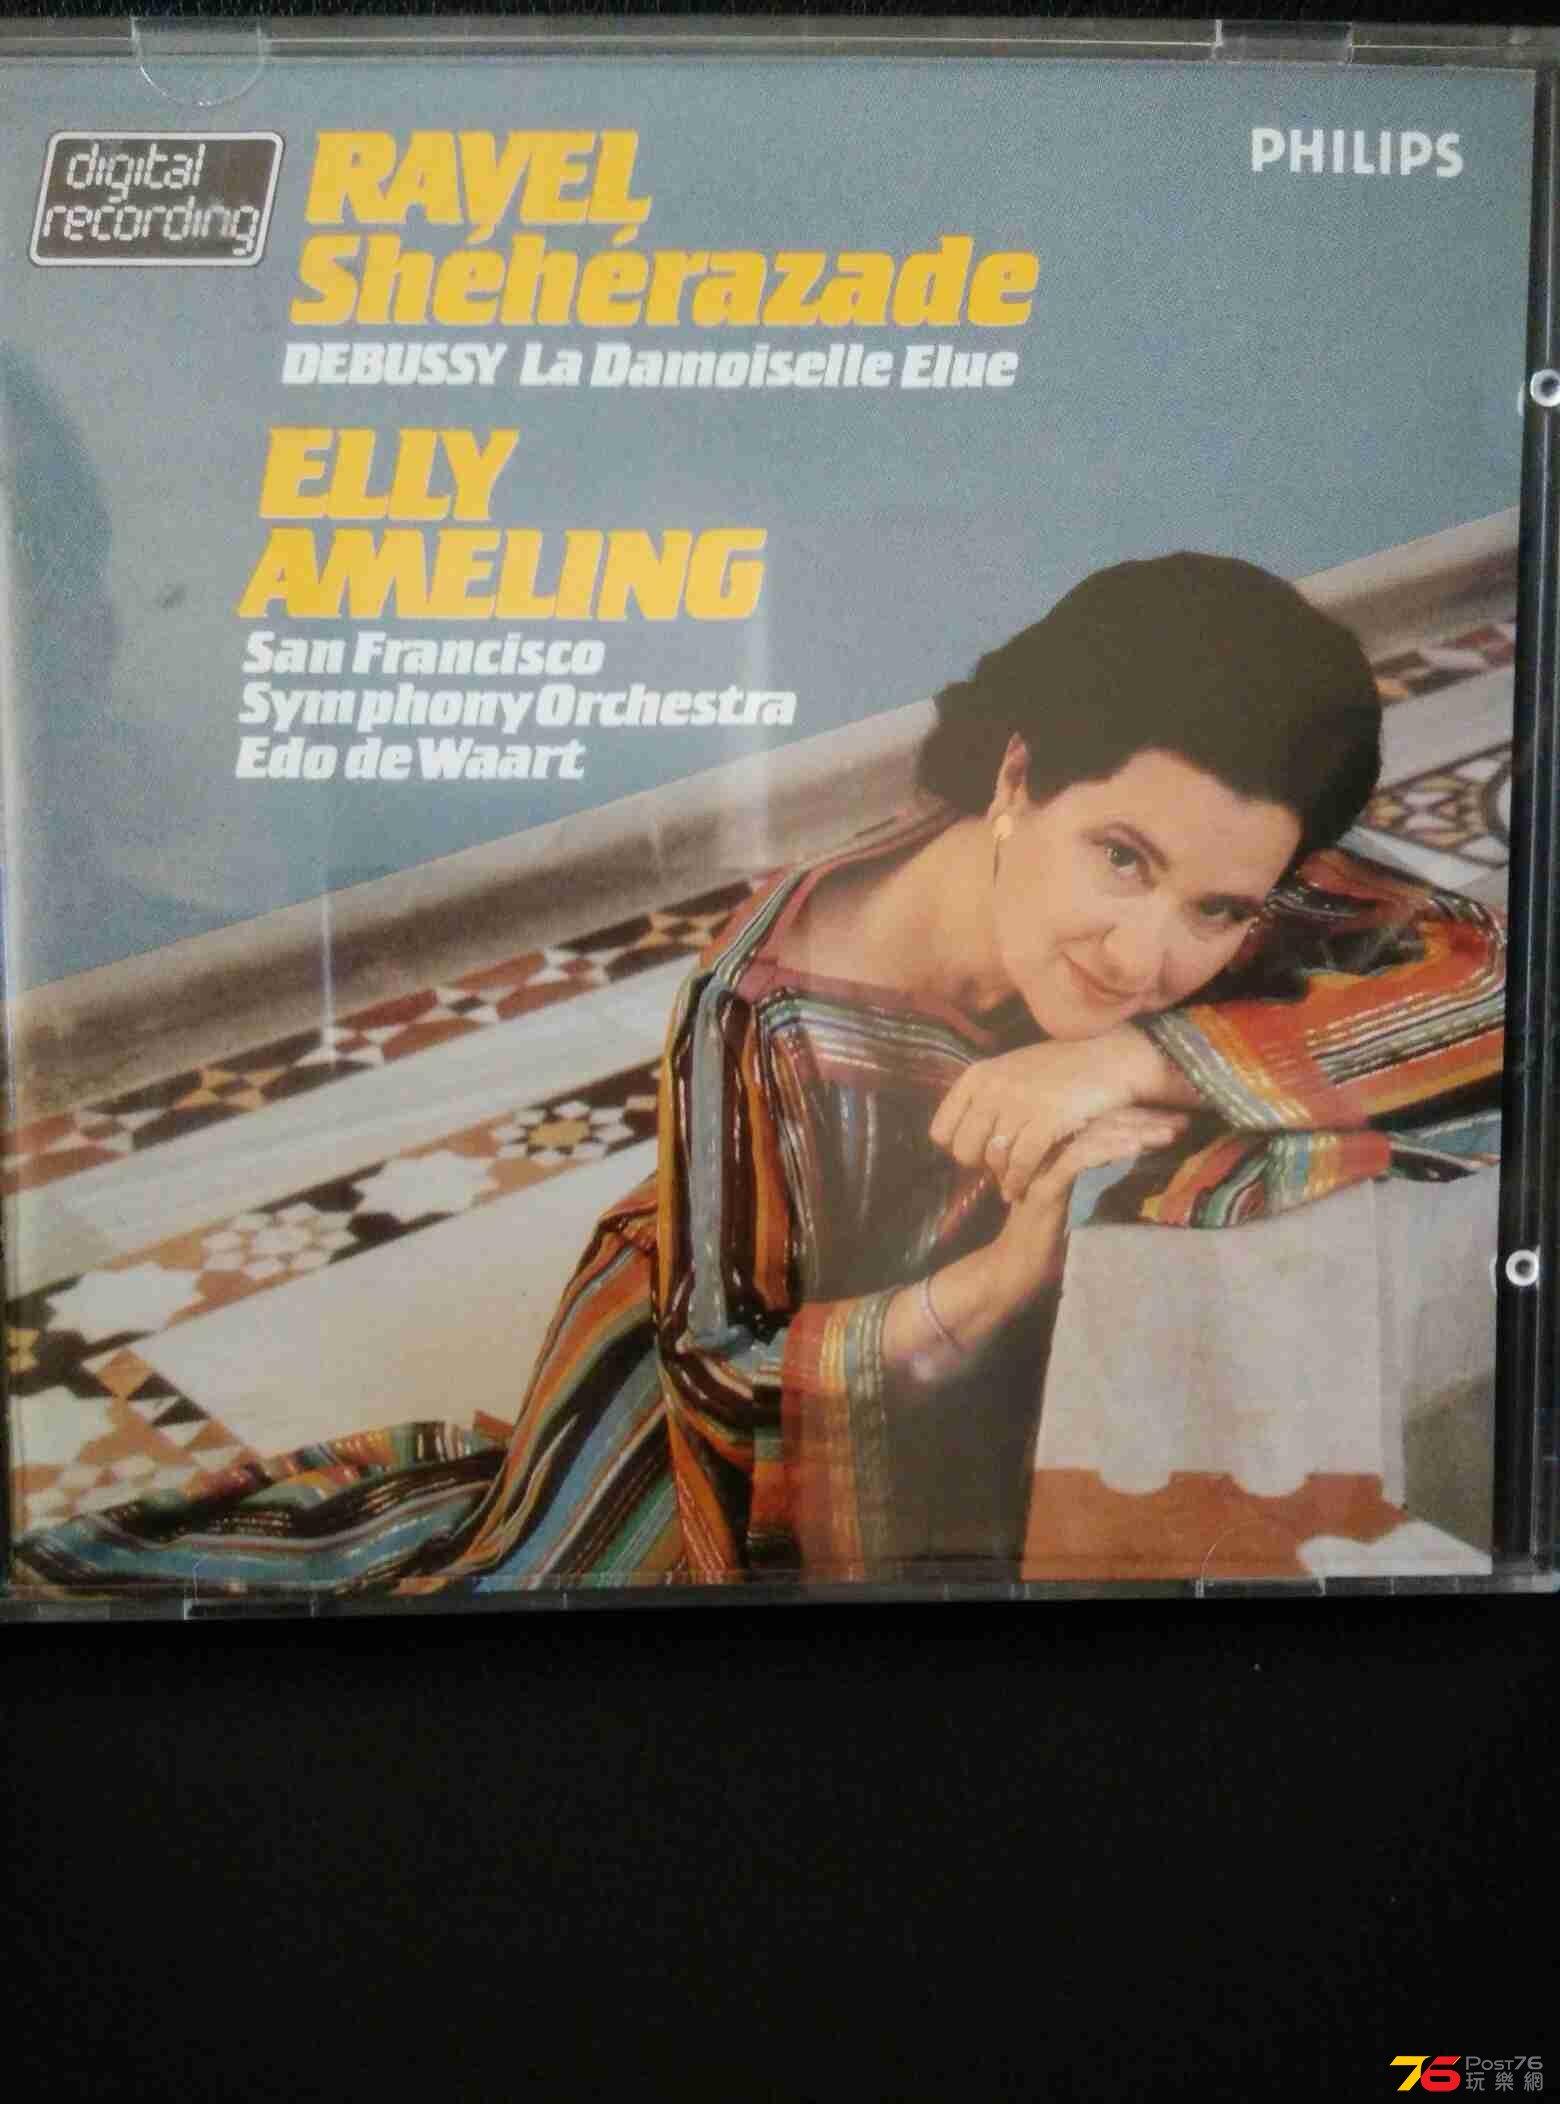 digital
recording
RAVEL
Shéhérazade
DEBUSSY La Damoiselle Elue
PHILIPS
ELLY
AMELING
San Francisco
Symphony Orchestra
Edo de Waart
76 POST76
玩樂網